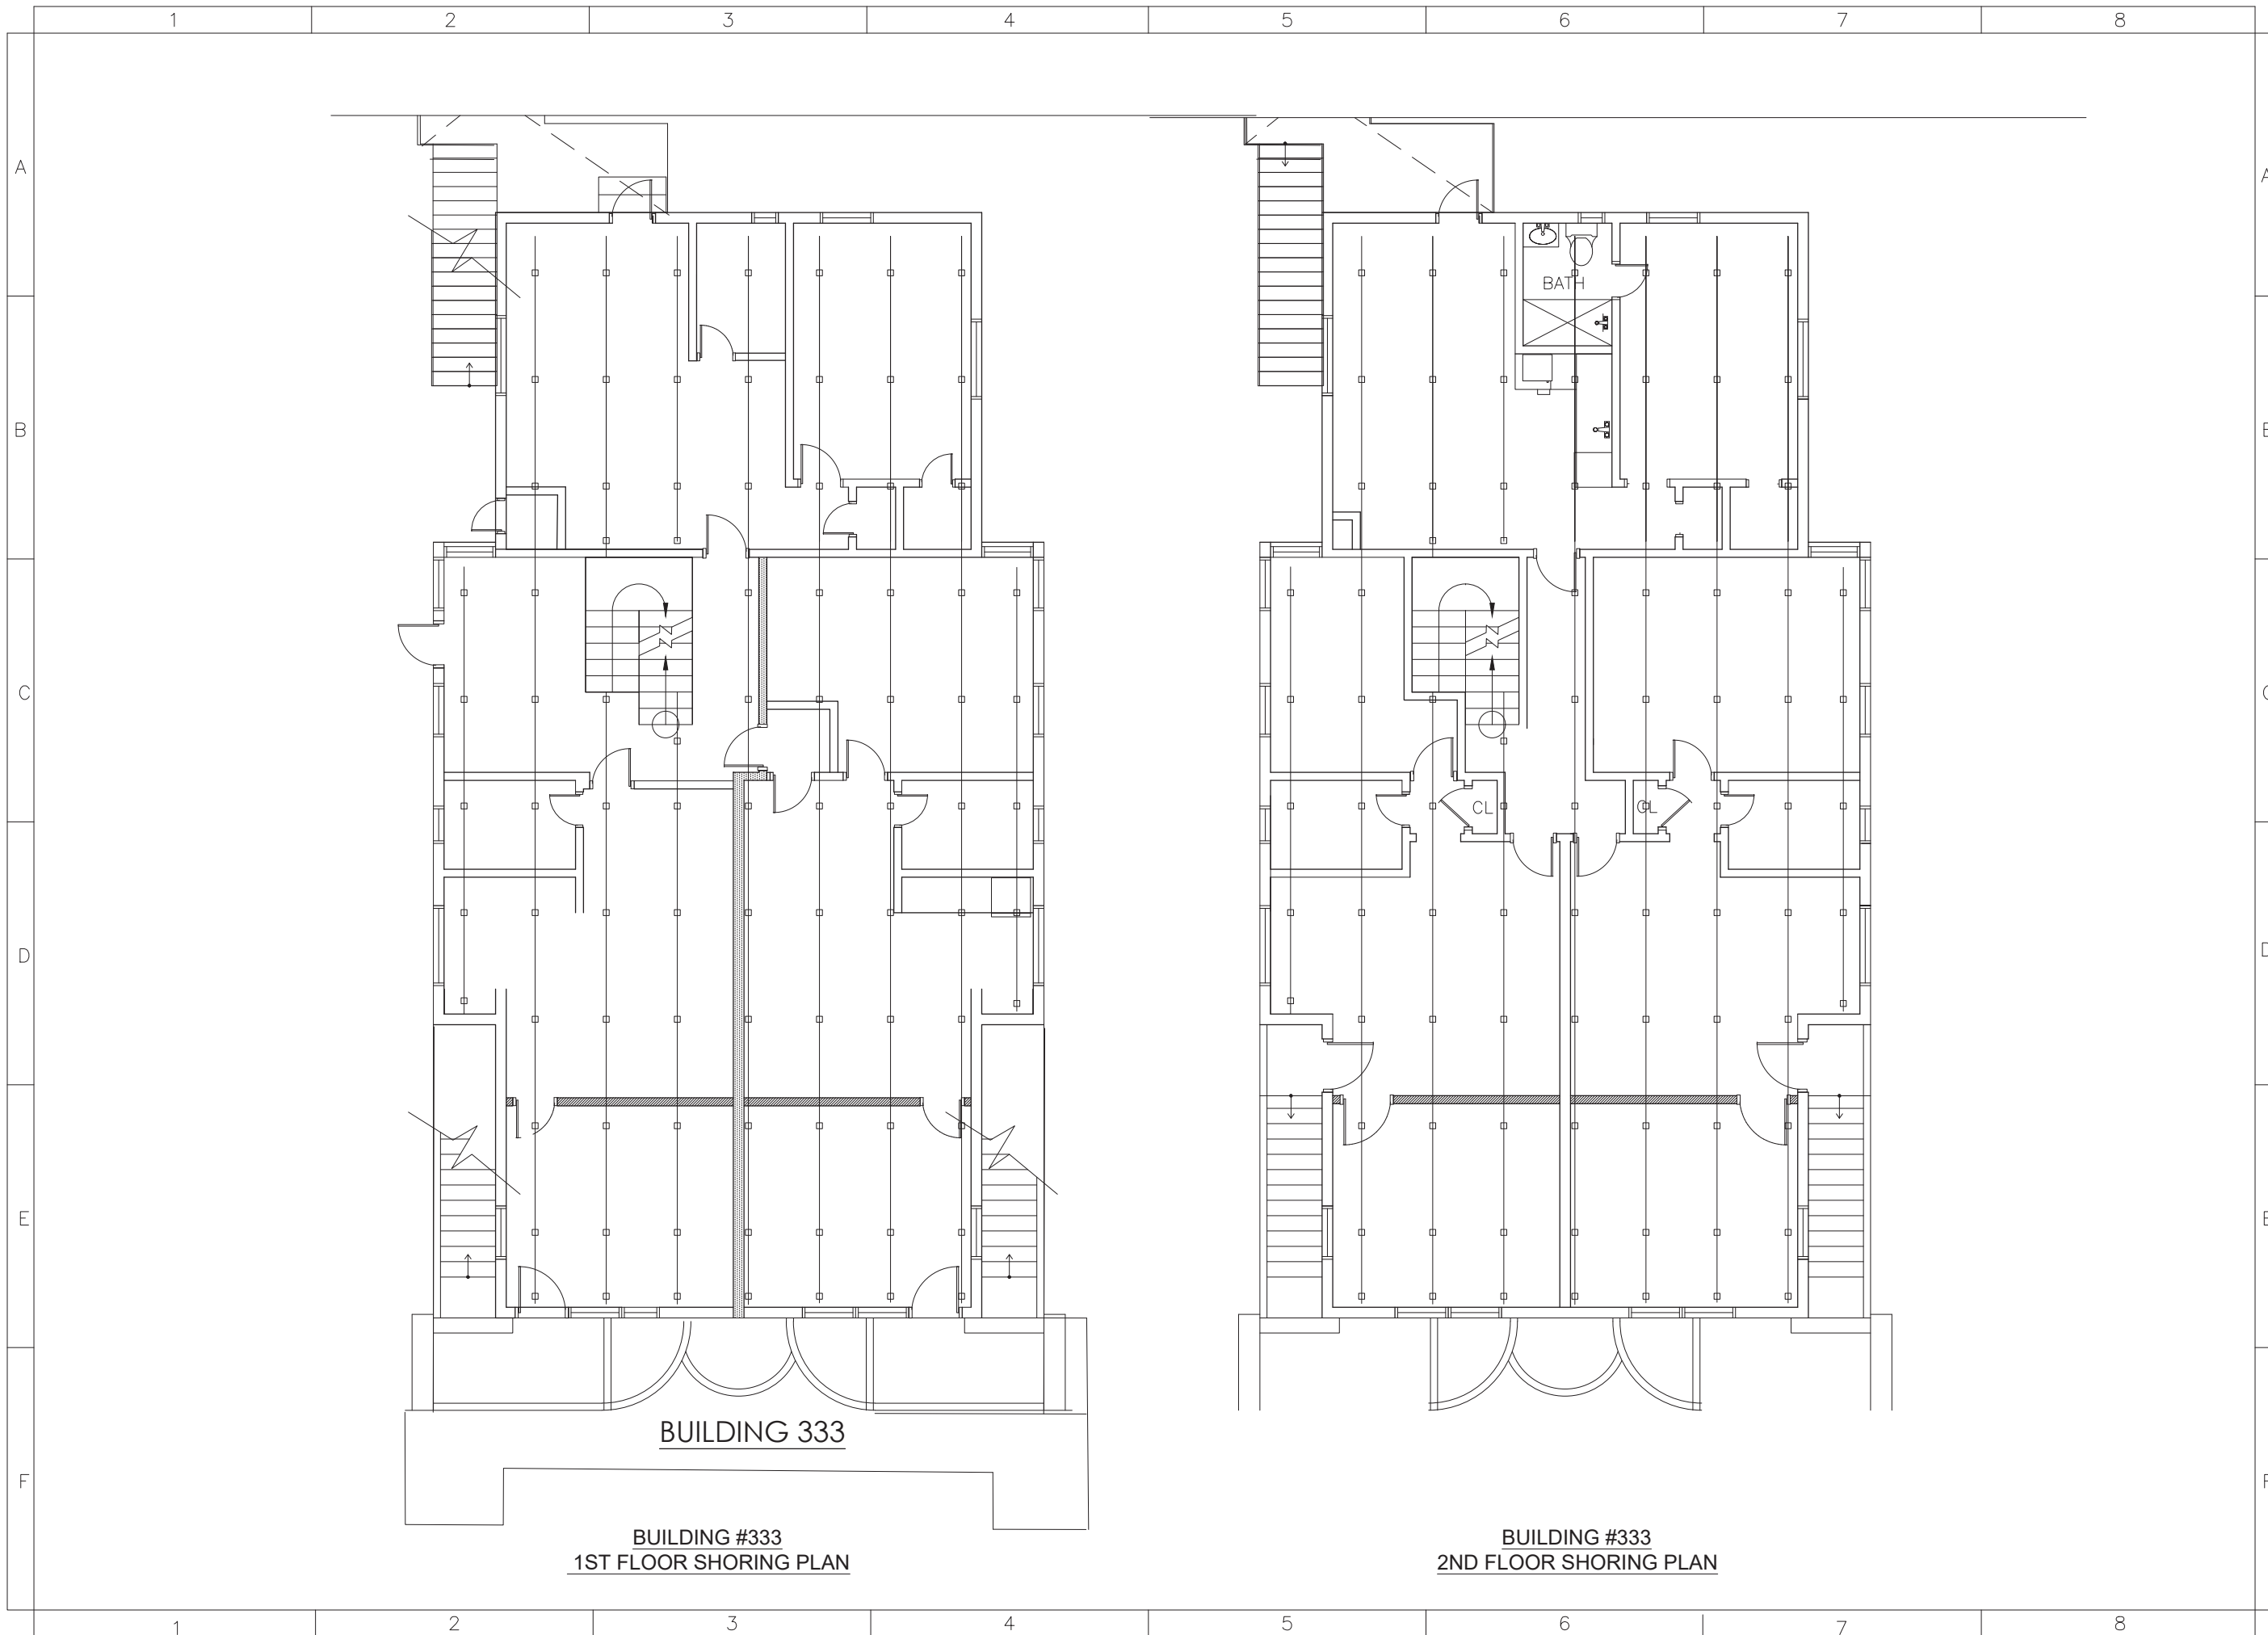 1 2 3 4 5 6 7 8
A
A
BATH
B
C
CL
CL
D
E
BUILDING 333
F
BUILDING #333
1ST FLOOR SHORING PLAN
BUILDING #333
2ND FLOOR SHORING PLAN
1 2 3 4 5 6 7 8